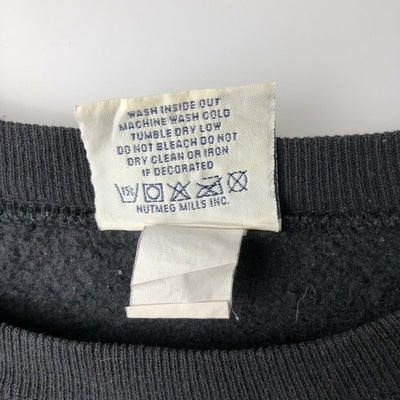 WASH INSIDE OUT
MACHINE WASH COLD
TUMBLE DRY LOW
DO NOT BLEACH DO NOT
DRY CLEAN OR IRON
IF DECORATED
NUTMEG MILLS INC.